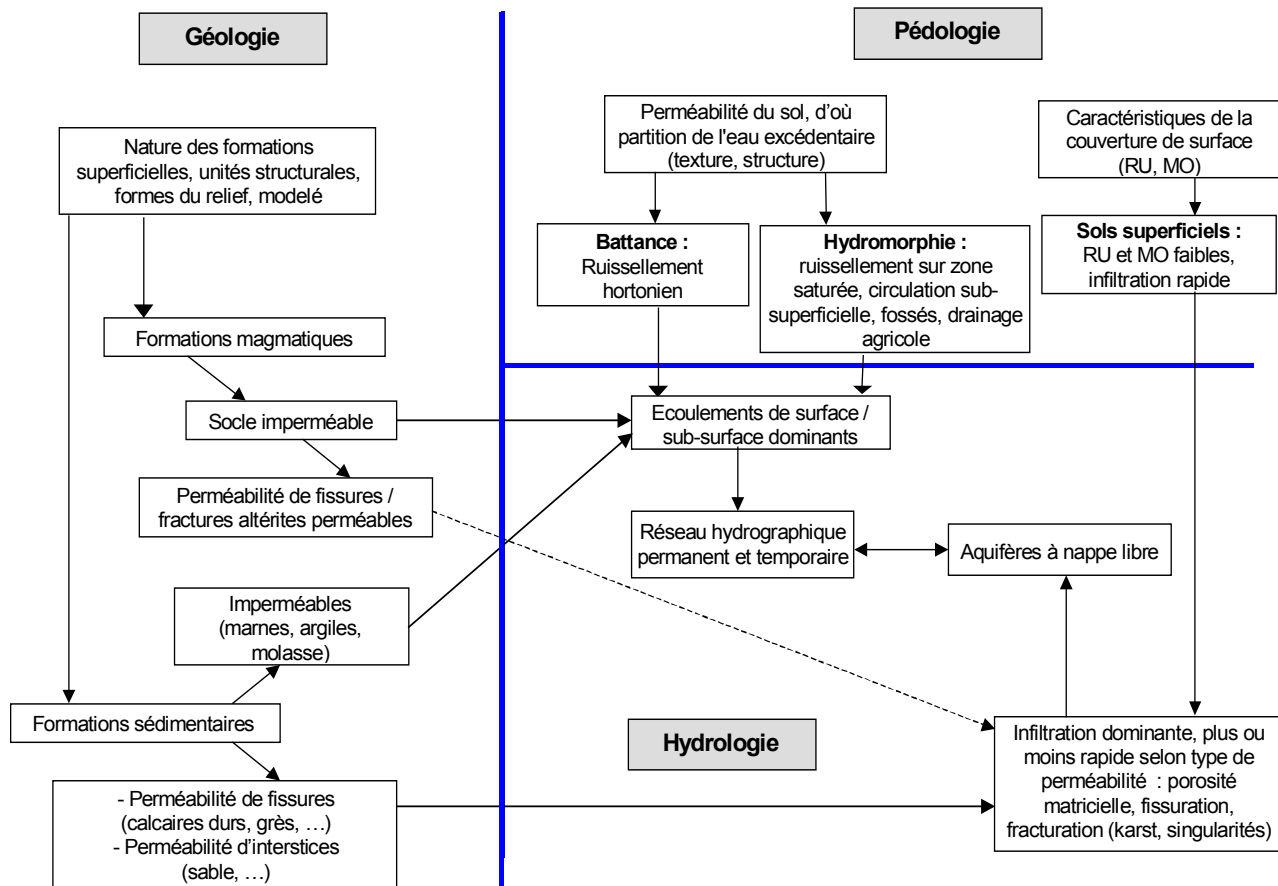 Géologie
Pédologie
Nature des formations
superficielles, unités structurales,
formes du relief, modelé
Perméabilité du sol, d'où
partition de l'eau excédentaire
(texture, structure)
Caractéristiques de la
couverture de surface
(RU, MO)
Battance :
Ruissellement
hortonien
Hydromorphie :
ruissellement sur zone
saturée, circulation sub-
superficielle, fossés, drainage
agricole
Sols superficiels :
RU et MO faibles,
infiltration rapide
Formations magmatiques
Socle imperméable
Ecoulements de surface /
sub-surface dominants
Perméabilité de fissures /
fractures altérites perméables
Réseau hydrographique
permanent et temporaire
Aquifères à nappe libre
Imperméables
(marnes, argiles,
molasse)
Formations sédimentaires
Hydrologie
Infiltration dominante, plus ou
moins rapide selon type de
perméabilité : porosité
matricielle, fissuration,
fracturation (karst, singularités)
- Perméabilité de fissures
(calcaires durs, grès, ...)
- Perméabilité d'interstices
(sable, ...)